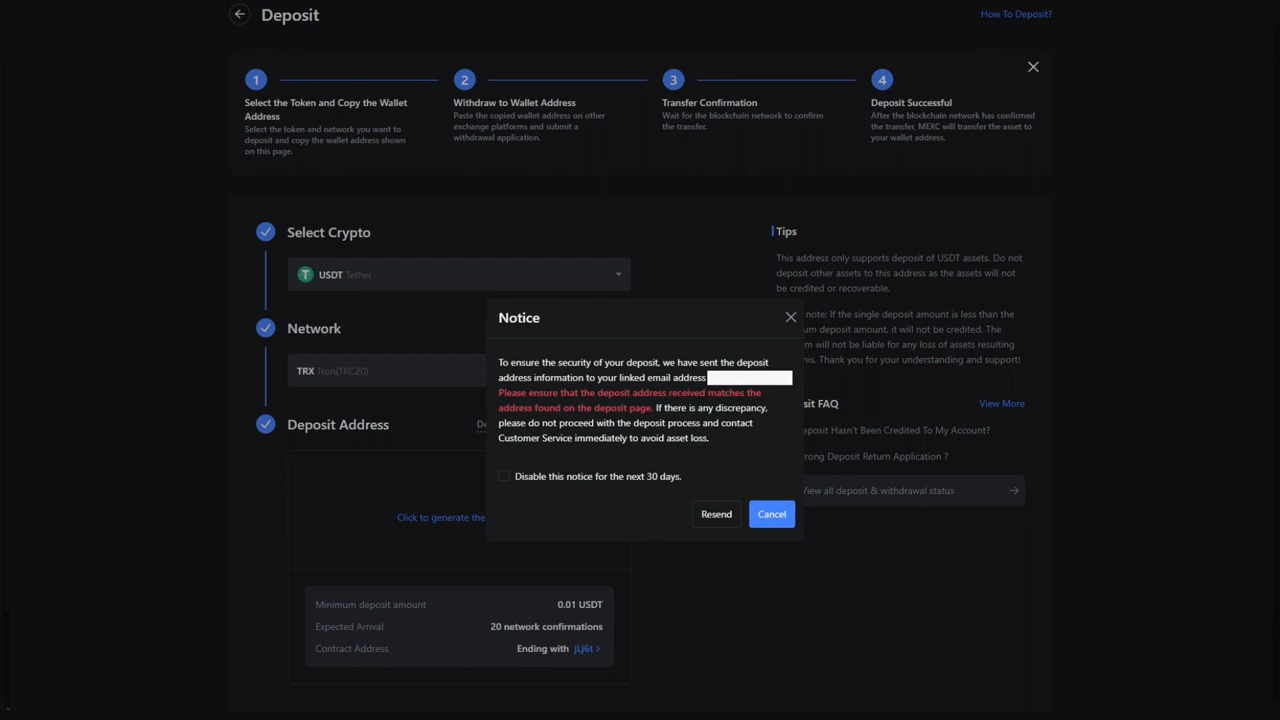 Deposit
How To Deposit?
1
2
3
4
Select the Token and Copy the Wallet
Address
Select the token and network you want to
deposit and copy the wallet address shown
on this page.
Withdraw to Wallet Address
Paste the copied wallet address on other
exchange platforms and submit a
withdrawal application.
Transfer Confirmation
Wait for the blockchain network to confirm
the transfer.
Deposit Successful
After the blockchain network has confirmed
the transfer, MEXC will transfer the asset to
your wallet address.
Select Crypto
USDT Tether
Network
TRX Tron(TRC20)
Deposit Address
De
Click to generate the
Minimum deposit amount 0.01 USDT
Expected Arrival 20 network confirmations
Contract Address Ending with jLj6t >
Notice
To ensure the security of your deposit, we have sent the deposit
address information to your linked email address
Please ensure that the deposit address received matches the
address found on the deposit page. If there is any discrepancy,
please do not proceed with the deposit process and contact
Customer Service immediately to avoid asset loss.
Disable this notice for the next 30 days.
Resend
Cancel
Tips
This address only supports deposit of USDT assets. Do not
deposit other assets to this address as the assets will not
be credited or recoverable.
note: If the single deposit amount is less than the
um deposit amount, it will not be credited. The
m will not be liable for any loss of assets resulting
his. Thank you for your understanding and support!
sit FAQ
View More
eposit Hasn't Been Credited To My Account?
rong Deposit Return Application ?
View all deposit & withdrawal status